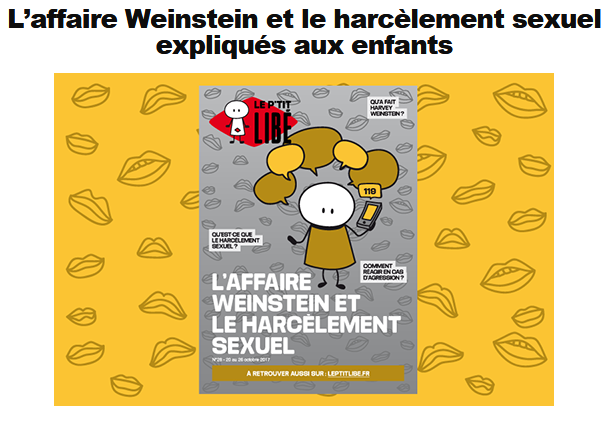 L'affaire Weinstein et le harcèlement sexuel
expliqués aux enfants
LE P'TIT
LIBÉ
QU'A FAIT
HARVEY
WEINSTEIN ?
119
QU'EST-CE QUE
LE HARCÈLEMENT
SEXUEL ?
COMMENT
RÉAGIR EN CAS
D'AGRESSION ?
L'AFFAIRE
WEINSTEIN ET
LE HARCÈLEMENT
SEXUEL
N°28 - 20 au 26 octobre 2017
À RETROUVER AUSSI SUR : LEPTITLIBE.FR